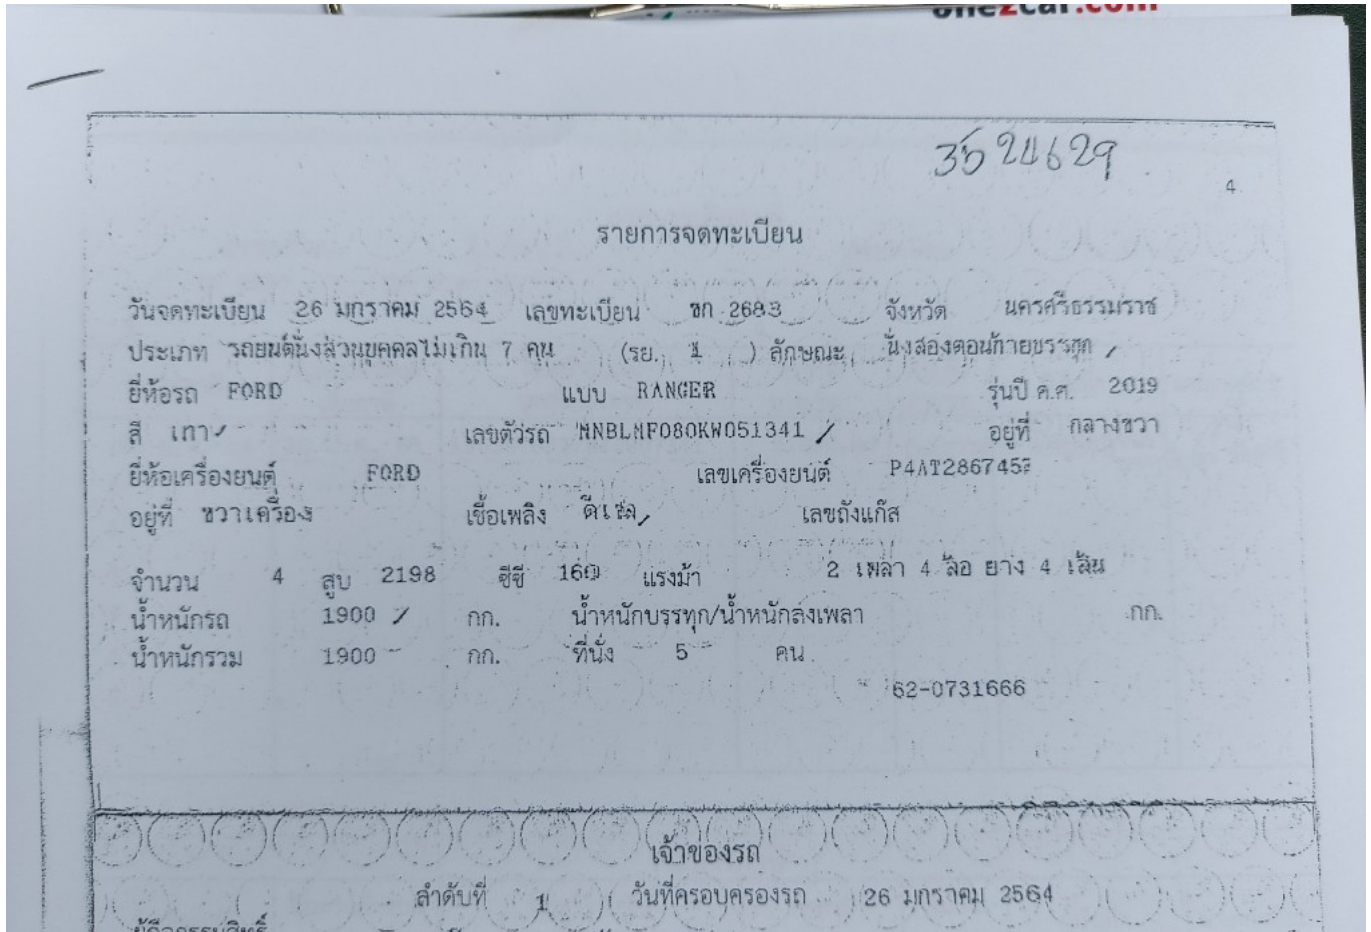 one2car.com
3524629
4
รายการจดทะเบียน
วันจดทะเบียน 26 มกราคม 2564 เลขทะเบียน ขก 2683 จังหวัด นครศรีธรรมราช
ประเภท รถยนต์นั่งส่วนบุคคลไม่เกิน 7 คน (รย. 1 ) ลักษณะ นั่งสองตอนท้ายบรรทุก
ยี่ห้อรถ FORD แบบ RANGER รุ่นปี ค.ศ. 2019
สี เทา เลขตัวรถ MNBLMF080KW051341 อยู่ที่ กลางขวา
ยี่ห้อเครื่องยนต์ FORD เลขเครื่องยนต์
อยู่ที่ ขวาเครื่อง เชื้อเพลิง ดีเซล เลขถังแก๊ส
จำนวน 4 สูบ 2198 ซีซี 160 แรงม้า 2 เพลา 4 ล้อ ยาง 4 เส้น
น้ำหนักรถ 1900 กก. น้ำหนักบรรทุก/น้ำหนักลงเพลา กก.
น้ำหนักรวม 1900 กก. ที่นั่ง 5 คน
62-0731666
เจ้าของรถ
ลำดับที่ 1 วันที่ครอบครองรถ 26 มกราคม 2564